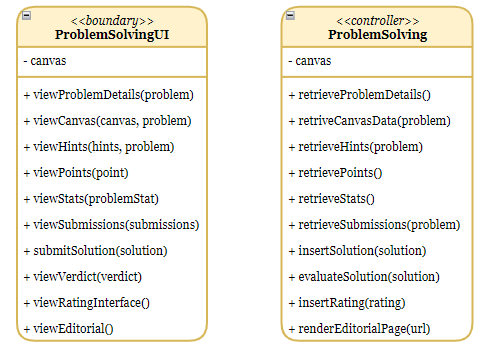 <<boundary>>
ProblemSolvingUI
- canvas
+ viewProblemDetails(problem)
+ viewCanvas(canvas, problem)
+ viewHints(hints, problem)
+ viewPoints(point)
+ viewStats(problemStat)
+ viewSubmissions(submissions)
+ submitSolution(solution)
+ viewVerdict(verdict)
+ viewRatingInterface()
+ viewEditorial()
<<controller>>
ProblemSolving
- canvas
+ retrieveProblemDetails()
+ retriveCanvasData(problem)
+ retrieveHints(problem)
+ retrievePoints()
+ retrieveStats()
+ retrieveSubmissions(problem)
+ insertSolution(solution)
+ evaluateSolution(solution)
+ insertRating(rating)
+ renderEditorialPage(url)